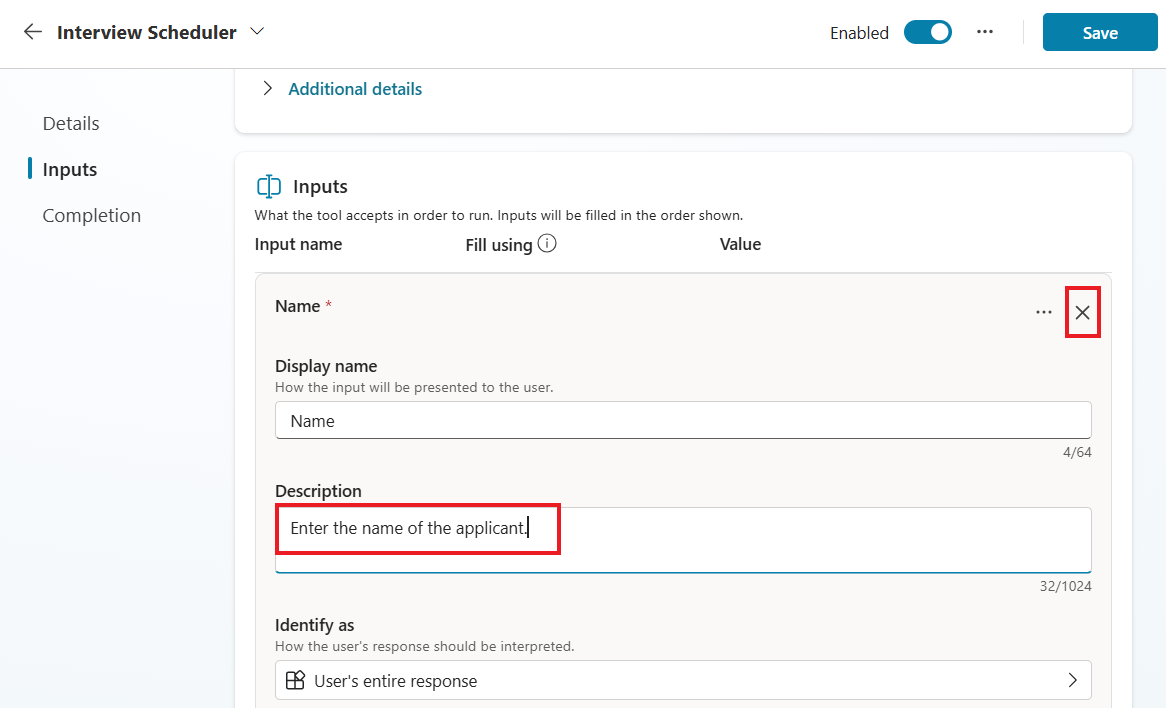 Interview Scheduler
Enabled
Save
Additional details
Details
Inputs
Completion
Inputs
What the tool accepts in order to run. Inputs will be filled in the order shown.
Input name Fill using Value
Name *
Display name
How the input will be presented to the user.
Name
4/64
Description
Enter the name of the applicant.
32/1024
Identify as
How the user's response should be interpreted.
User's entire response